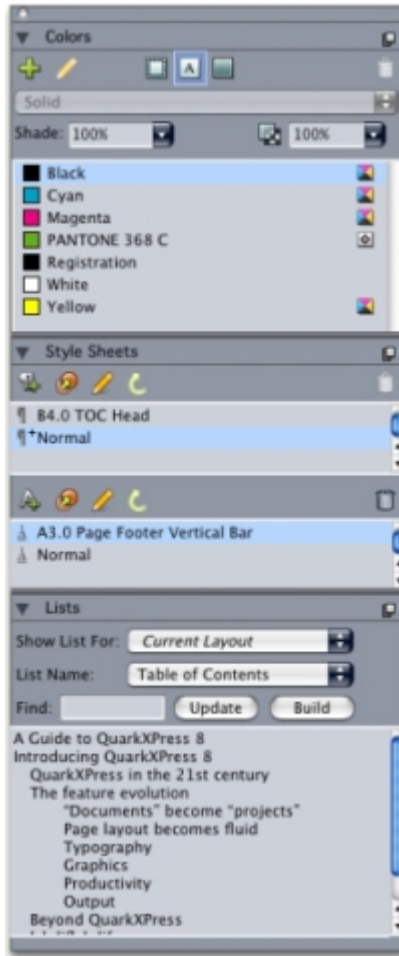 Colors
A
Solid
Shade: 100% 100%
Black
Cyan
Magenta
PANTONE 368 C
Registration
White
Yellow
Style Sheets
¶ B4.0 TOC Head
¶+Normal
A
A A3.0 Page Footer Vertical Bar
A Normal
Lists
Show List For: Current Layout
List Name: Table of Contents
Find: Update Build
A Guide to QuarkXPress 8
Introducing QuarkXPress 8
QuarkXPress in the 21st century
The feature evolution
“Documents” become “projects”
Page layout becomes fluid
Typography
Graphics
Productivity
Output
Beyond QuarkXPress